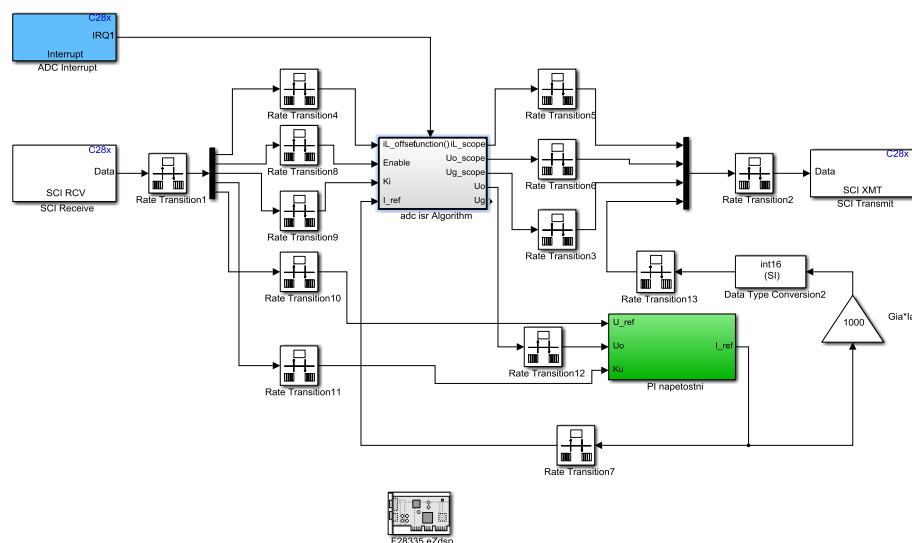 C28x
IRQ1
Interrupt
ADC Interrupt
C28x
Data
SCI RCV
SCI Receive
Rate Transition1
Rate Transition4
Rate Transition8
Rate Transition9
Rate Transition10
Rate Transition11
iL_offset
function()
iL_scope
Enable
Uo_scope
Ki
Ug_scope
Uo
I_ref
Ug
adc isr Algorithm
Rate Transition5
Rate Transition6
Rate Transition3
Rate Transition2
C28x
Data
SCI XMT
SCI Transmit
Rate Transition13
int16
(SI)
Data Type Conversion2
1000
Gia*Ia
Rate Transition12
U_ref
Uo
I_ref
Ku
PI napetostni
Rate Transition7
F28335 eZdsp